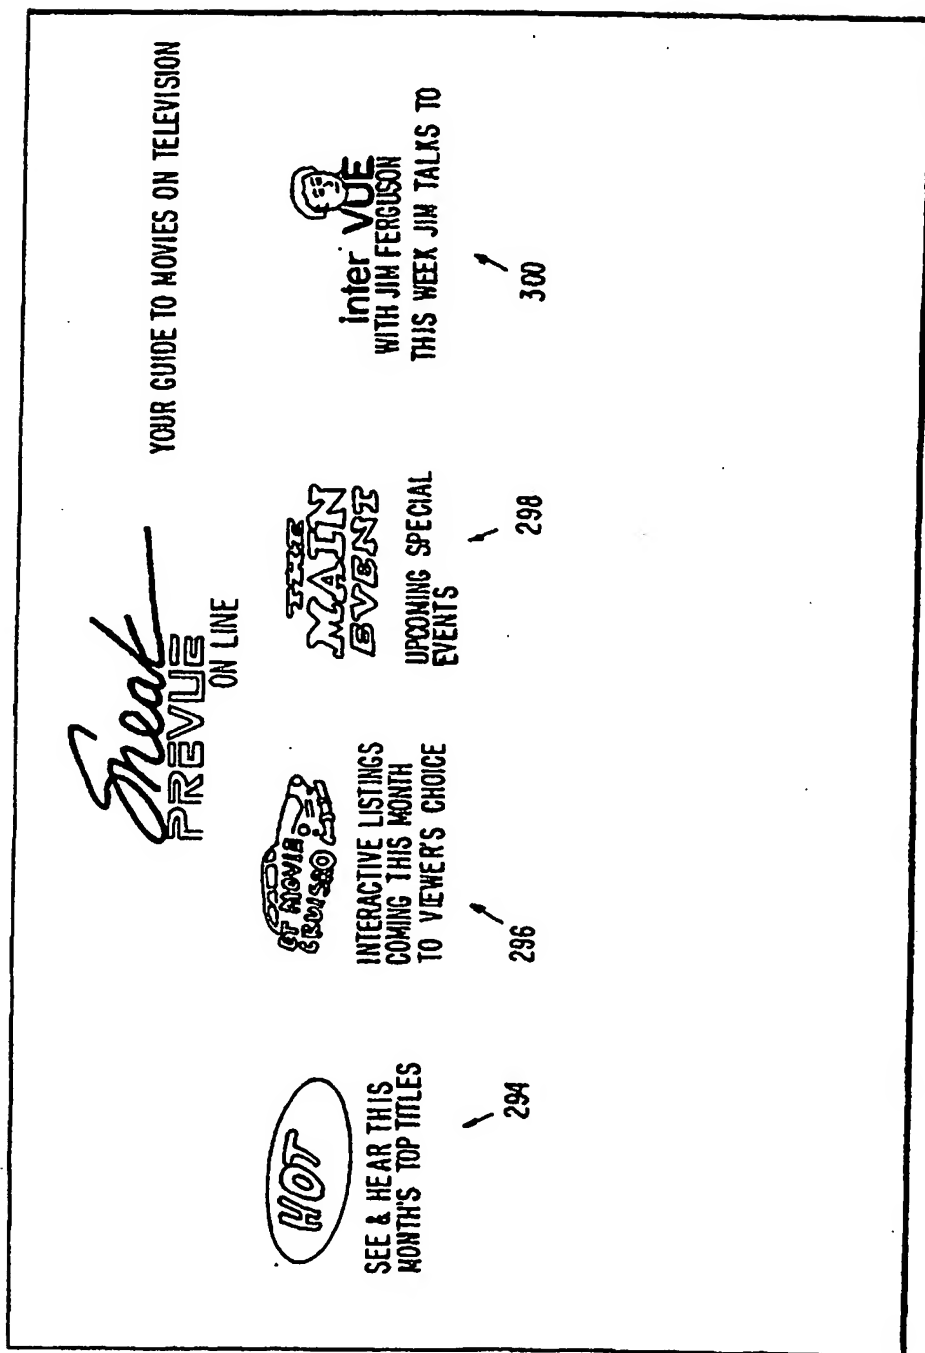 Sneak
PREVUE
ON LINE
YOUR GUIDE TO MOVIES ON TELEVISION
HOT
SEE & HEAR THIS
MONTH'S TOP TITLES
294
MOVIE
INTERACTIVE LISTINGS
COMING THIS MONTH
TO VIEWER'S CHOICE
296
THE
MAIN
EVENT
UPCOMING SPECIAL
EVENTS
298
inter VUE
WITH JIM FERGUSON
THIS WEEK JIM TALKS TO
300